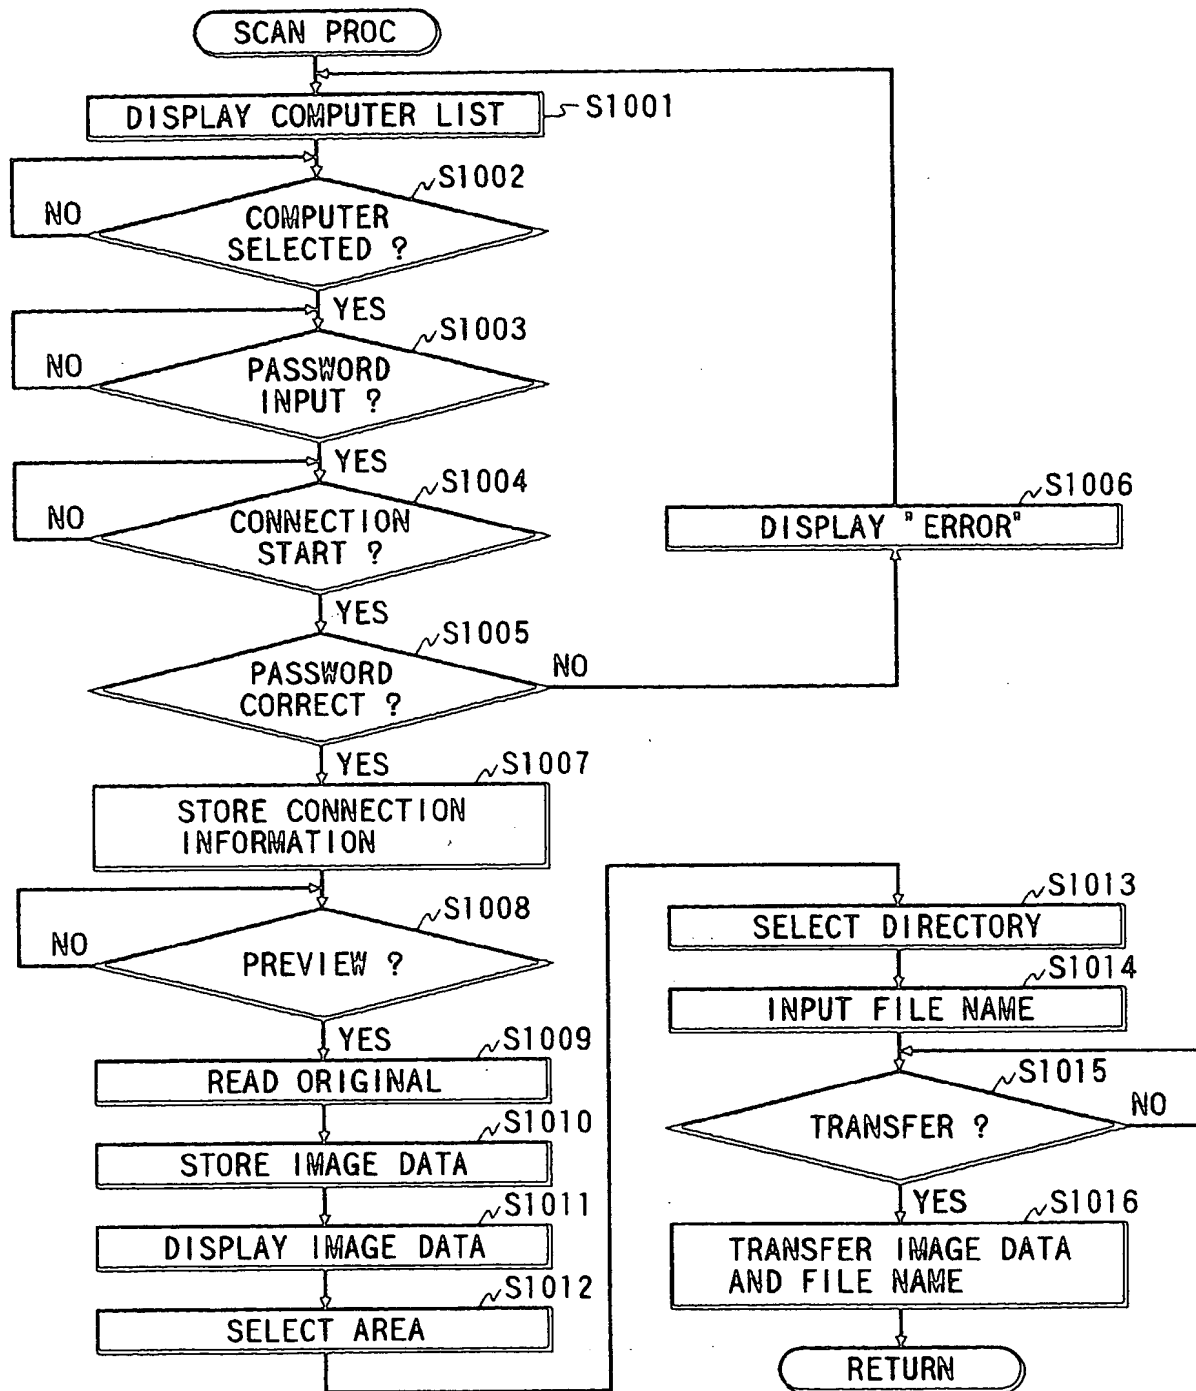 SCAN PROC
DISPLAY COMPUTER LIST
S1001
S1002
COMPUTER
SELECTED ?
NO
YES
S1003
PASSWORD
INPUT ?
NO
YES
S1004
CONNECTION
START ?
NO
YES
S1005
PASSWORD
CORRECT ?
NO
S1006
DISPLAY "ERROR"
YES
S1007
STORE CONNECTION
INFORMATION
S1008
PREVIEW ?
NO
YES
S1009
READ ORIGINAL
S1010
STORE IMAGE DATA
S1011
DISPLAY IMAGE DATA
S1012
SELECT AREA
S1013
SELECT DIRECTORY
S1014
INPUT FILE NAME
S1015
TRANSFER ?
NO
YES
S1016
TRANSFER IMAGE DATA
AND FILE NAME
RETURN